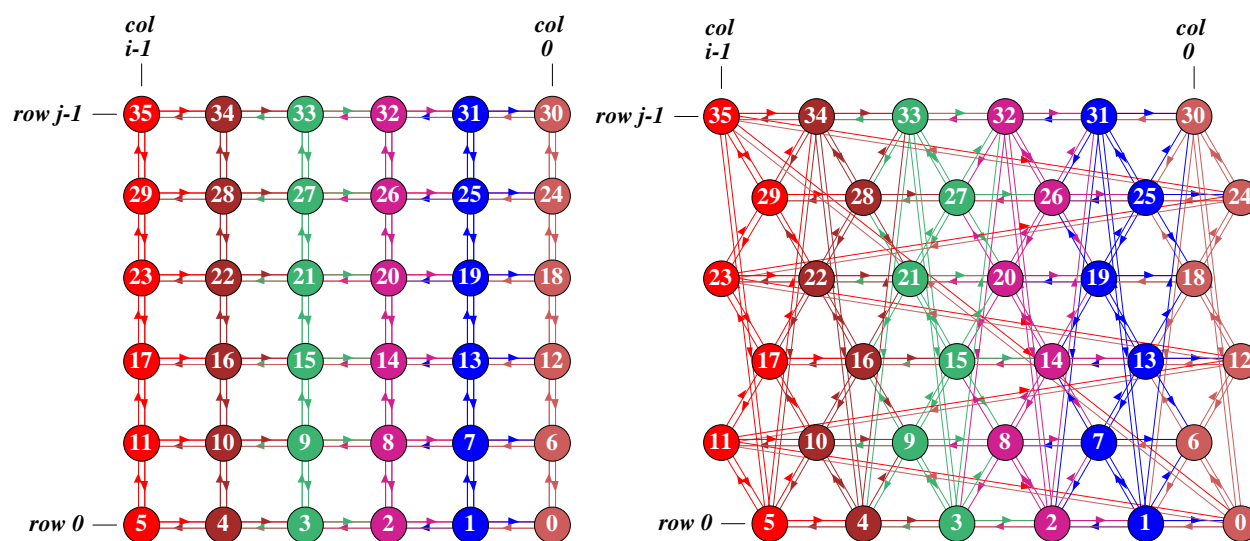 col
i-1
col
0
row j-1
35 34 33 32 31 30
29 28 27 26 25 24
23 22 21 20 19 18
17 16 15 14 13 12
11 10 9 8 7 6
row 0
5 4 3 2 1 0
col
i-1
col
0
row j-1
35 34 33 32 31 30
29 28 27 26 25 24
23 22 21 20 19 18
17 16 15 14 13 12
11 10 9 8 7 6
row 0
5 4 3 2 1 0